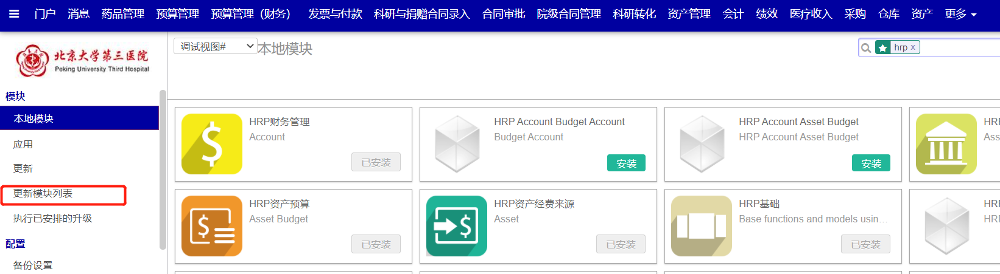 门户 消息 药品管理 预算管理 预算管理（财务） 发票与付款 科研与捐赠合同录入 合同审批 院级合同管理 科研转化 资产管理 会计 绩效 医疗收入 采购 仓库 资产 更多
北京大学第三医院
Peking University Third Hospital
模块
本地模块
应用
更新
更新模块列表
执行已安排的升级
配置
备份设置
调试视图#
本地模块
hrp x
HRP财务管理
Account
已安装
HRP Account Budget Account
Budget Account
安装
HRP Account Asset Budget
HRP Account Asset Budget
安装
HRP资产预算
Asset Budget
已安装
HRP资产经费来源
Asset
已安装
HRP基础
Base functions and models usin...
已安装